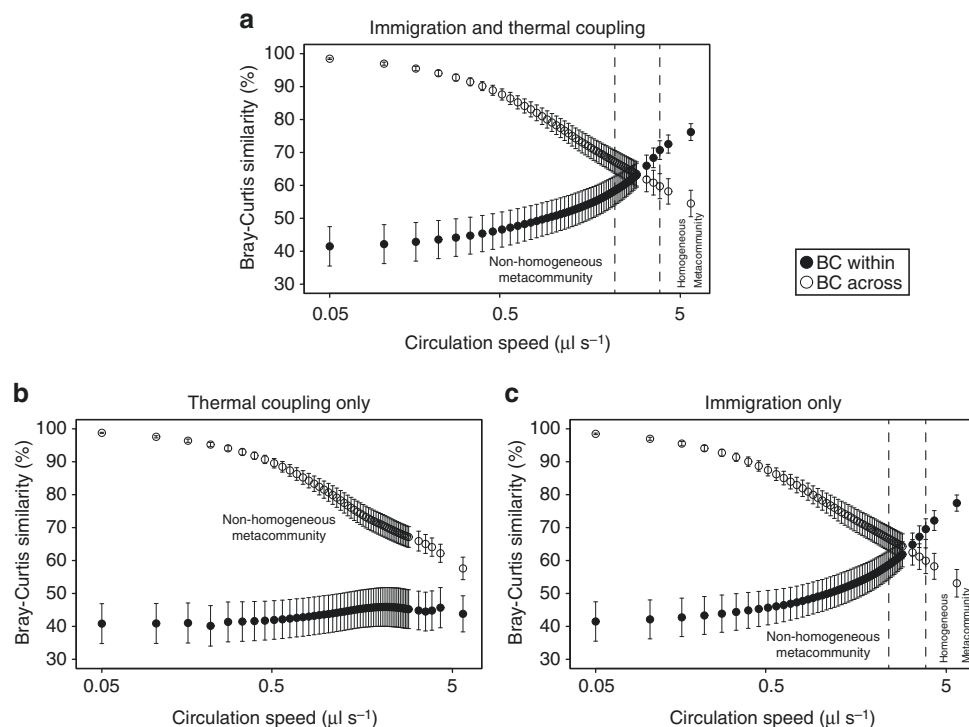 a
Immigration and thermal coupling
Bray-Curtis similarity (%)
100
90
80
70
60
50
40
30
Non-homogeneous
metacommunity
Homogeneous
Metacommunity
0.05
0.5
5
Circulation speed (μl s⁻¹)
BC within
BC across
b
Thermal coupling only
Bray-Curtis similarity (%)
100
90
80
70
60
50
40
30
Non-homogeneous
metacommunity
0.05
0.5
5
Circulation speed (μl s⁻¹)
c
Immigration only
Bray-Curtis similarity (%)
100
90
80
70
60
50
40
30
Non-homogeneous
metacommunity
Homogeneous
Metacommunity
0.05
0.5
5
Circulation speed (μl s⁻¹)